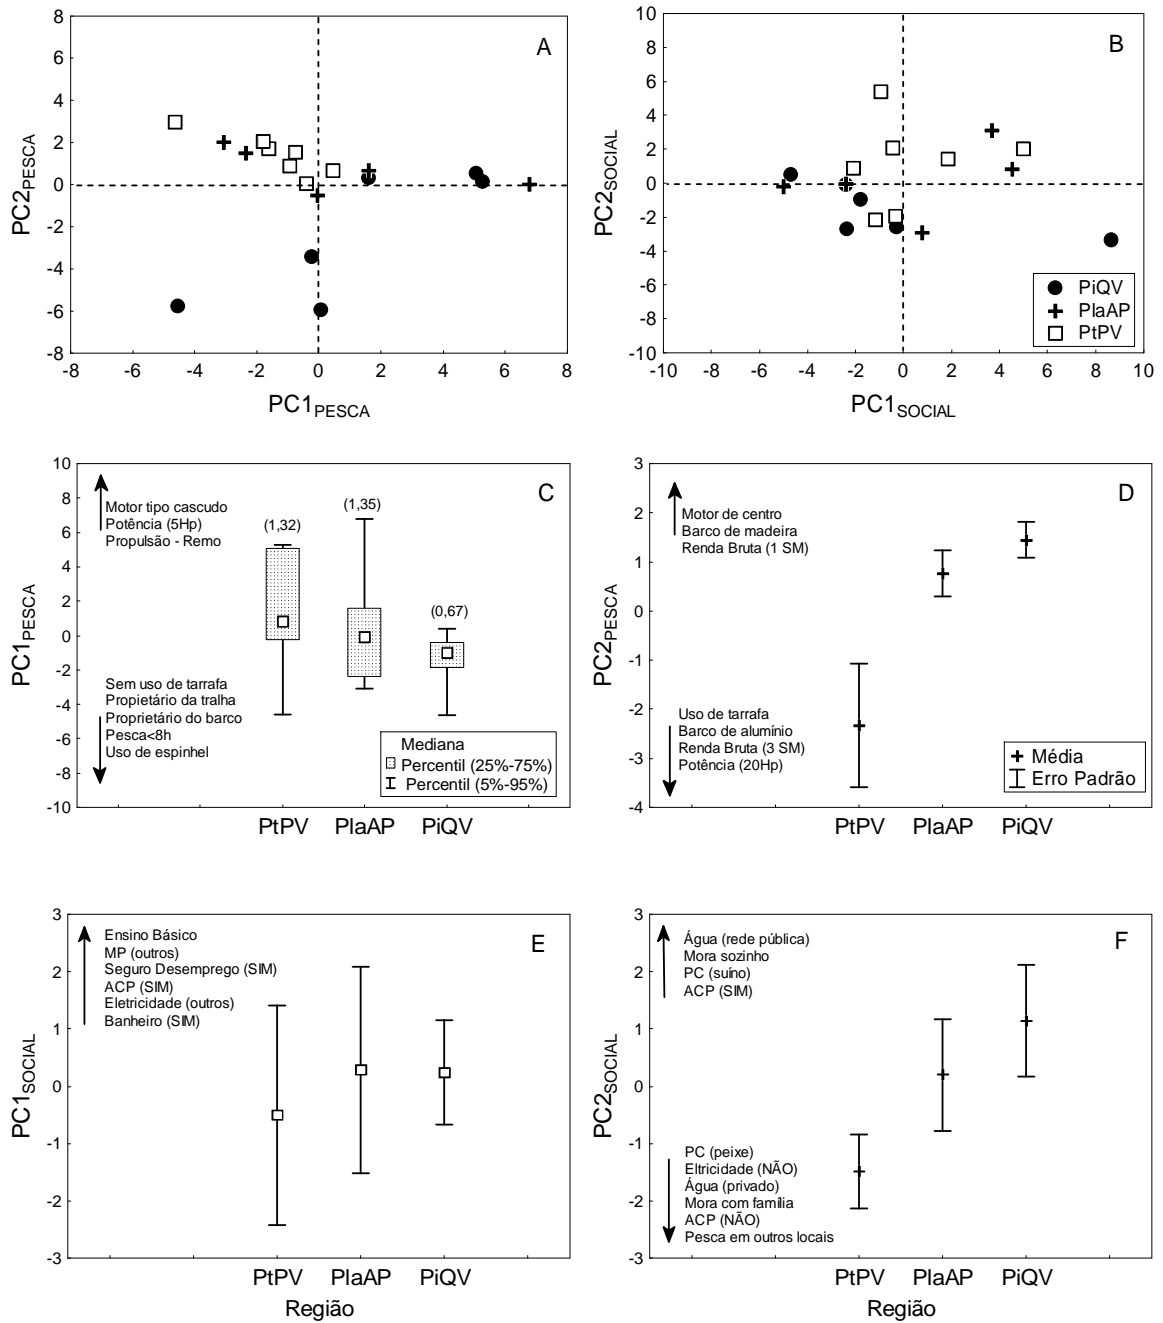 A
8
6
4
2
0
-2
-4
-6
-8
PC2PESCA
-8 -6 -4 -2 0 2 4 6 8
PC1PESCA
B
10
8
6
4
2
0
-2
-4
-6
-8
-10
PC2SOCIAL
PiQV
PlaAP
PtPV
-10 -8 -6 -4 -2 0 2 4 6 8 10
PC1SOCIAL
C
10
8
6
4
2
0
-2
-4
-6
-8
-10
PC1PESCA
Motor tipo cascudo
Potência (5Hp)
Propulsão - Remo
(1,32)
(1,35)
(0,67)
Sem uso de tarrafa
Propietário da tralha
Proprietário do barco
Pesca<8h
Uso de espinhel
Mediana
Percentil (25%-75%)
Percentil (5%-95%)
PtPV PlaAP PiQV
D
3
2
1
0
-1
-2
-3
-4
PC2PESCA
Motor de centro
Barco de madeira
Renda Bruta (1 SM)
Uso de tarrafa
Barco de alumínio
Renda Bruta (3 SM)
Potência (20Hp)
Média
Erro Padrão
PtPV PlaAP PiQV
E
3
2
1
0
-1
-2
-3
PC1SOCIAL
Ensino Básico
MP (outros)
Seguro Desemprego (SIM)
ACP (SIM)
Eletricidade (outros)
Banheiro (SIM)
PtPV PlaAP PiQV
Região
F
3
2
1
0
-1
-2
-3
PC2SOCIAL
Água (rede pública)
Mora sozinho
PC (suíno)
ACP (SIM)
PC (peixe)
Eltricidade (NÃO)
Água (privado)
Mora com família
ACP (NÃO)
Pesca em outros locais
PtPV PlaAP PiQV
Região